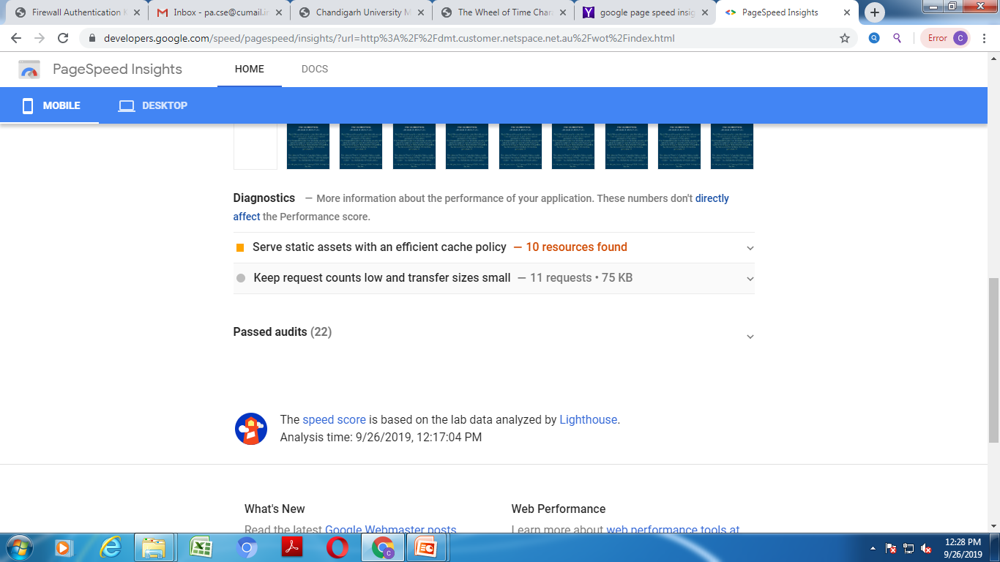 Firewall Authentication K
Inbox - pa.cse@cumail.in
Chandigarh University M
The Wheel of Time Chara
google page speed insig
PageSpeed Insights
developers.google.com/speed/pagespeed/insights/?url=http%3A%2F%2Fdmt.customer.netspace.net.au%2Fwot%2Findex.html
Error C
PageSpeed Insights
HOME
DOCS
MOBILE
DESKTOP
Diagnostics — More information about the performance of your application. These numbers don't directly
affect the Performance score.
Serve static assets with an efficient cache policy — 10 resources found
Keep request counts low and transfer sizes small — 11 requests • 75 KB
Passed audits (22)
The speed score is based on the lab data analyzed by Lighthouse.
Analysis time: 9/26/2019, 12:17:04 PM
What's New
Read the latest Google Webmaster posts
Web Performance
Learn more about web performance tools at
12:28 PM
9/26/2019